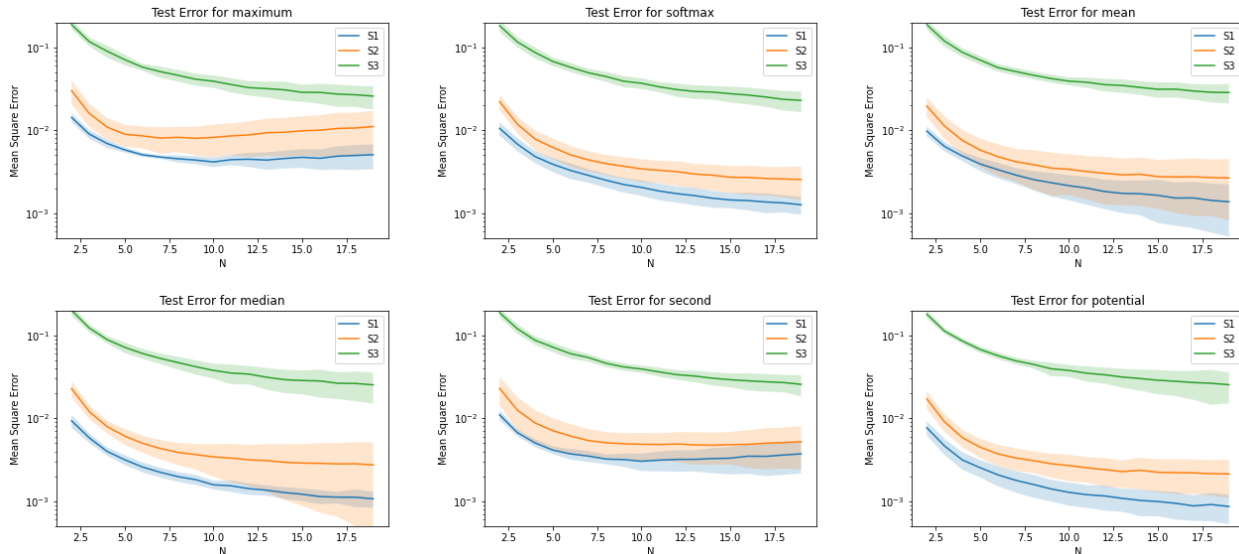 Test Error for maximum
Mean Square Error
10⁻¹
10⁻²
10⁻³
2.5 5.0 7.5 10.0 12.5 15.0 17.5
N
S1
S2
S3
Test Error for softmax
Mean Square Error
10⁻¹
10⁻²
10⁻³
2.5 5.0 7.5 10.0 12.5 15.0 17.5
N
S1
S2
S3
Test Error for mean
Mean Square Error
10⁻¹
10⁻²
10⁻³
2.5 5.0 7.5 10.0 12.5 15.0 17.5
N
S1
S2
S3
Test Error for median
Mean Square Error
10⁻¹
10⁻²
10⁻³
2.5 5.0 7.5 10.0 12.5 15.0 17.5
N
S1
S2
S3
Test Error for second
Mean Square Error
10⁻¹
10⁻²
10⁻³
2.5 5.0 7.5 10.0 12.5 15.0 17.5
N
S1
S2
S3
Test Error for potential
Mean Square Error
10⁻¹
10⁻²
10⁻³
2.5 5.0 7.5 10.0 12.5 15.0 17.5
N
S1
S2
S3